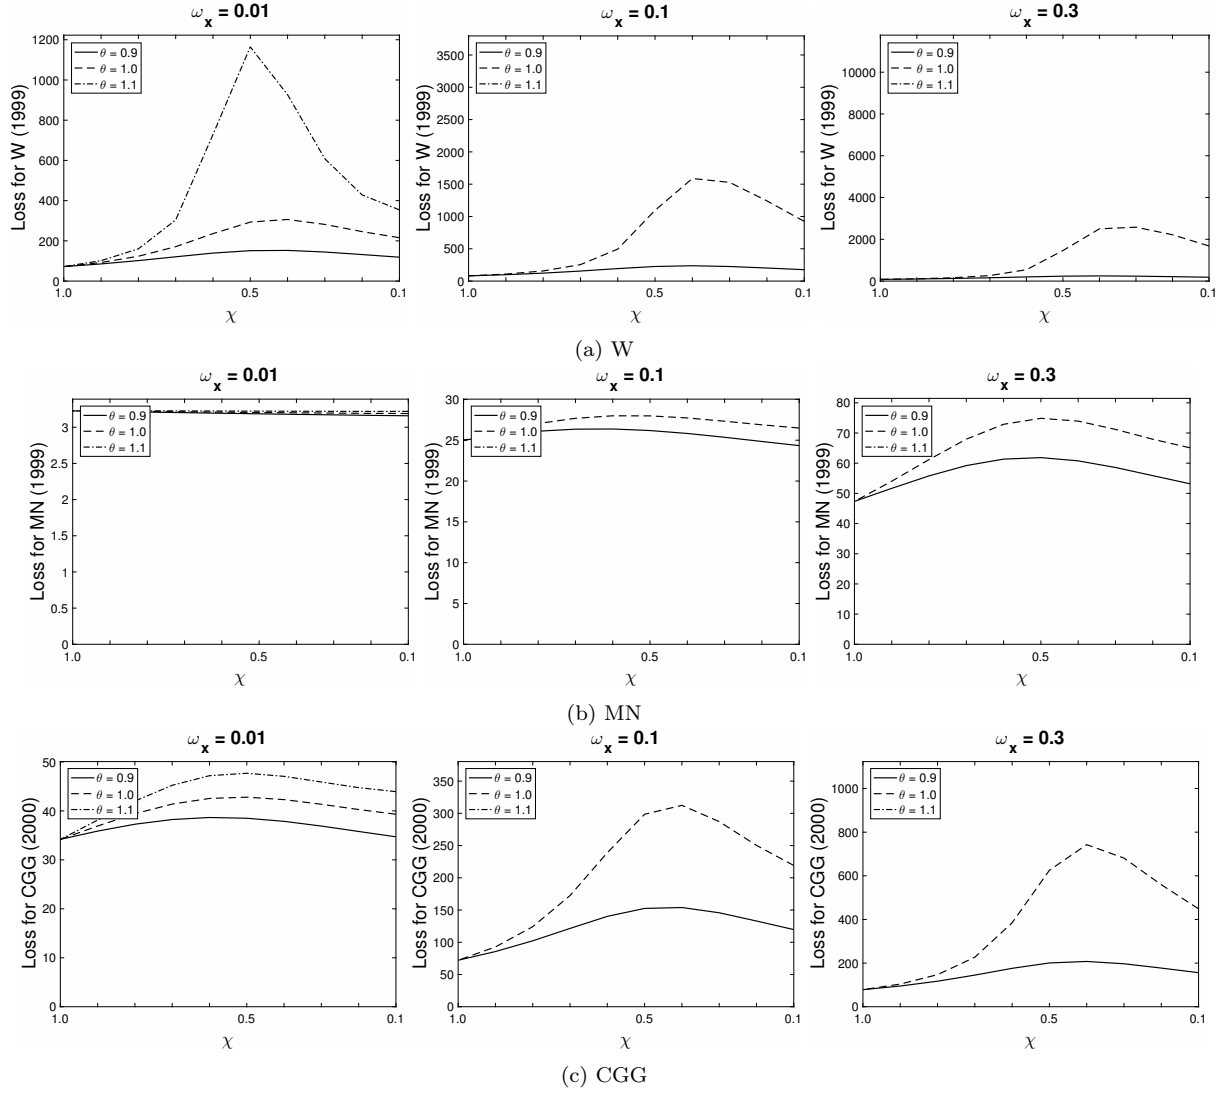 ω_x = 0.01
ω_x = 0.1
ω_x = 0.3
Loss for W (1999)
1200
1000
800
600
400
200
0
θ = 0.9
θ = 1.0
θ = 1.1
1.0
0.5
0.1
χ
Loss for W (1999)
3500
3000
2500
2000
1500
1000
500
0
θ = 0.9
θ = 1.0
θ = 1.1
1.0
0.5
0.1
χ
Loss for W (1999)
10000
8000
6000
4000
2000
0
θ = 0.9
θ = 1.0
θ = 1.1
1.0
0.5
0.1
χ
(a) W
ω_x = 0.01
ω_x = 0.1
ω_x = 0.3
Loss for MN (1999)
3
2.5
2
1.5
1
0.5
0
θ = 0.9
θ = 1.0
θ = 1.1
1.0
0.5
0.1
χ
Loss for MN (1999)
30
25
20
15
10
5
0
θ = 0.9
θ = 1.0
θ = 1.1
1.0
0.5
0.1
χ
Loss for MN (1999)
80
70
60
50
40
30
20
10
0
θ = 0.9
θ = 1.0
θ = 1.1
1.0
0.5
0.1
χ
(b) MN
ω_x = 0.01
ω_x = 0.1
ω_x = 0.3
Loss for CGG (2000)
50
40
30
20
10
0
θ = 0.9
θ = 1.0
θ = 1.1
1.0
0.5
0.1
χ
Loss for CGG (2000)
350
300
250
200
150
100
50
0
θ = 0.9
θ = 1.0
θ = 1.1
1.0
0.5
0.1
χ
Loss for CGG (2000)
1000
800
600
400
200
0
θ = 0.9
θ = 1.0
θ = 1.1
1.0
0.5
0.1
χ
(c) CGG